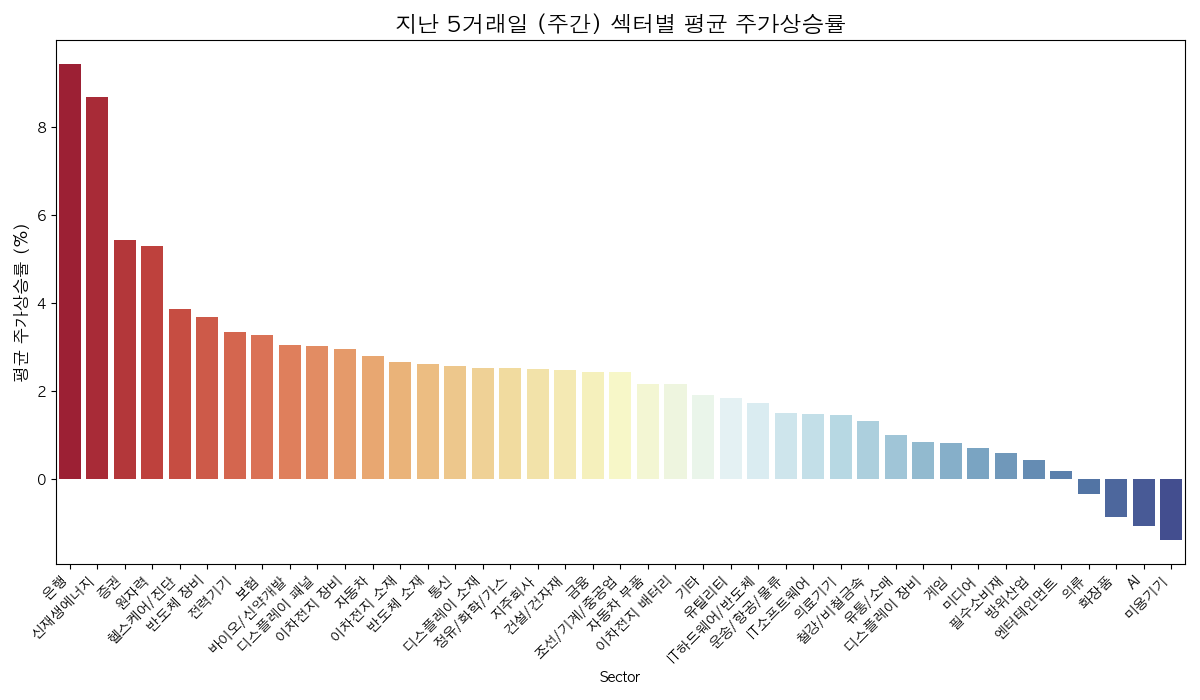 지난 5거래일 (주간) 섹터별 평균 주가상승률
평균 주가상승률 (%)
8
6
4
2
0
은행
신재생에너지
증권
원자력
헬스케어/진단
반도체 장비
전력기기
보험
바이오/신약개발
디스플레이 패널
이차전지 장비
자동차
이차전지 소재
반도체 소재
통신
디스플레이 소재
정유/화학/가스
지주회사
건설/건자재
금융
조선/기계/중공업
자동차 부품
이차전지 배터리
기타
유틸리티
IT하드웨어/반도체
운송/항공/물류
IT소프트웨어
의료기기
철강/비철금속
유통/소매
디스플레이 장비
게임
미디어
필수소비재
방위산업
엔터테인먼트
의류
화장품
AI
미용기기
Sector